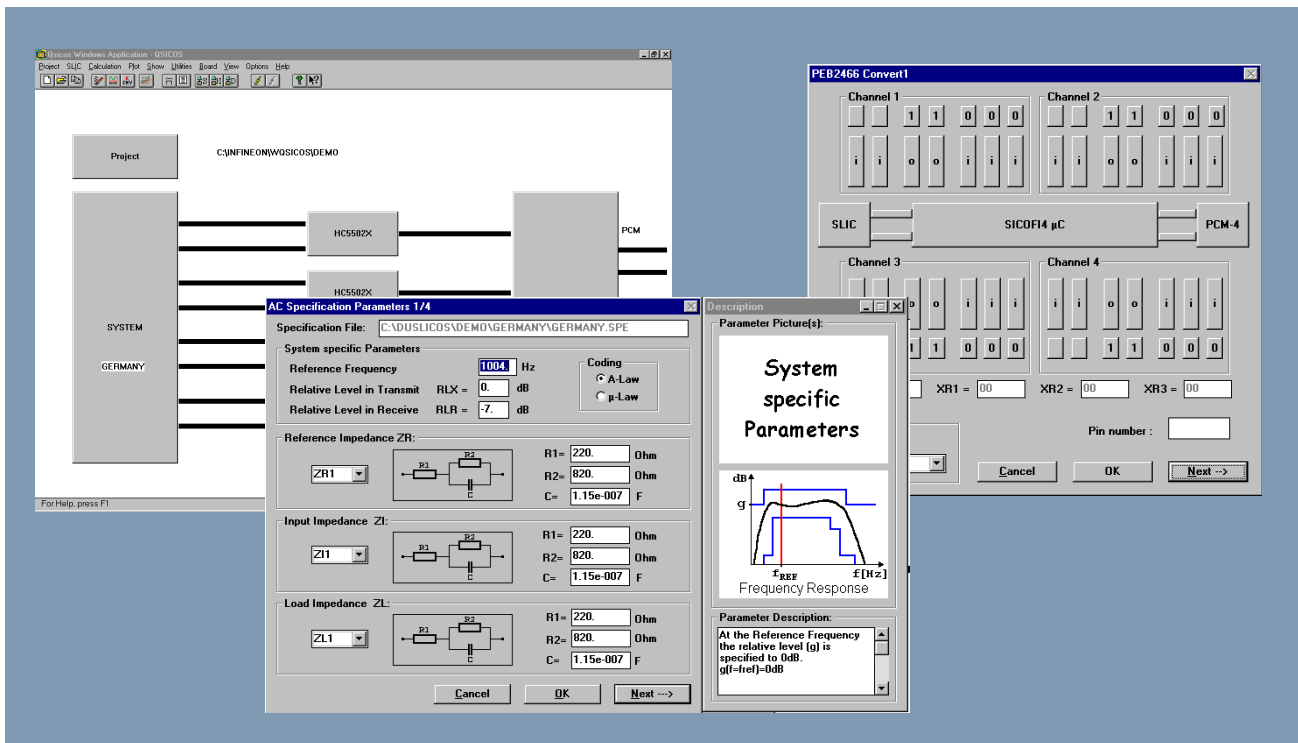 Qsicos Windows Application - QSICOS
Project SLIC Calculation Plot Show Utilities Board View Options Help
Project
C:\INFINEON\WQSICOS\DEMO
HC5502X
PCM
HC5502X
SYSTEM
GERMANY
For Help, press F1
AC Specification Parameters 1/4
Specification File: C:\DUSLICOS\DEMO\GERMANY\GERMANY.SPE
System specific Parameters
Reference Frequency 1004. Hz
Relative Level in Transmit RLX = 0. dB
Relative Level in Receive RLR = -7. dB
Coding
A-Law
µ-Law
Reference Impedance ZR:
ZR1
R1
R2
C
R1= 220. Ohm
R2= 820. Ohm
C= 1.15e-007 F
Input Impedance ZI:
ZI1
R1
R2
C
R1= 220. Ohm
R2= 820. Ohm
C= 1.15e-007 F
Load Impedance ZL:
ZL1
R1
R2
C
R1= 220. Ohm
R2= 820. Ohm
C= 1.15e-007 F
Cancel OK Next --->
Description
Parameter Picture(s):
System
specific
Parameters
dB
g
fREF f[Hz]
Frequency Response
Parameter Description:
At the Reference Frequency
the relative level (g) is
specified to 0dB.
g(f=fref)=0dB
PEB2466 Convert1
Channel 1
1 1 0 0 0
i i o o i i i
Channel 2
1 1 0 0 0
i i o o i i i
SLIC SICOFI4 µC PCM-4
Channel 3
o o i i i
1 1 0 0 0
Channel 4
i i o o i i i
1 1 0 0 0
XR1 = 00 XR2 = 00 XR3 = 00
Pin number :
Cancel OK Next -->